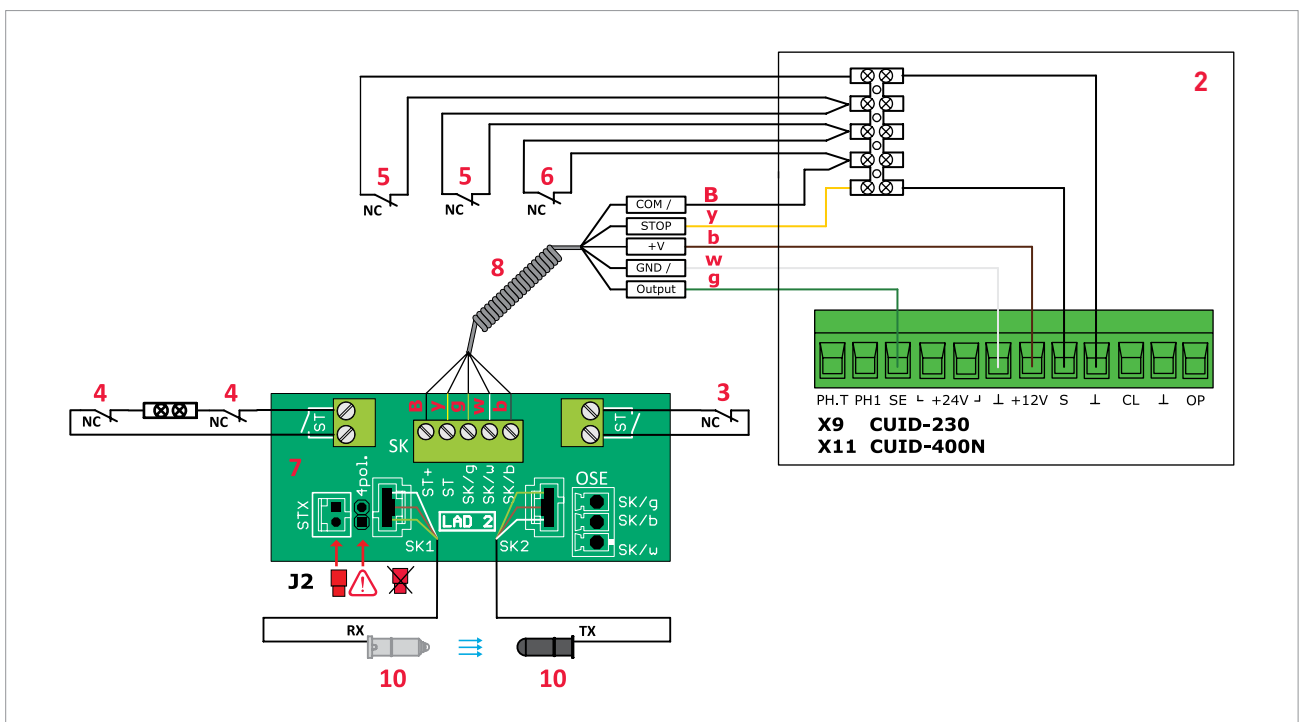 2
5
5
6
NC
NC
NC
COM /
B
STOP
y
+V
b
GND /
w
Output
g
8
PH.T PH1 SE ┕ +24V ┙ ⊥ +12V S ⊥ CL ⊥ OP
X9 CUID-230
X11 CUID-400N
4
4
3
NC
NC
NC
B y g w b
ST
ST
SK
7
4pol.
ST+
ST
SK/g
SK/w
SK/b
OSE
SK/g
SK/b
SK/w
STX
LAD 2
SK1
SK2
J2
!
RX
TX
10
10